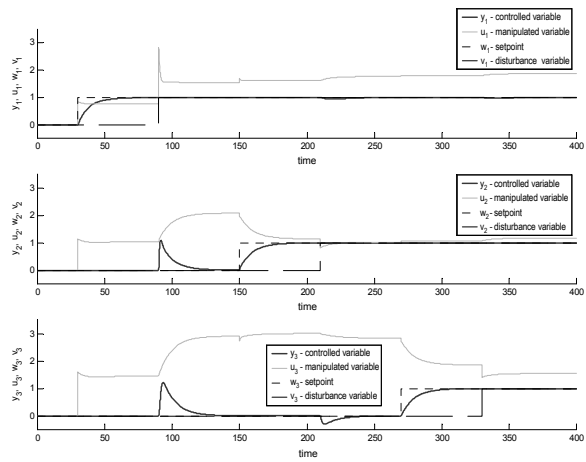 y1 - controlled variable
u1 - manipulated variable
w1 - setpoint
v1 - disturbance variable
y1, u1, w1, v1
3
2
1
0
0 50 100 150 200 250 300 350 400
time
y2 - controlled variable
u2 - manipulated variable
w2 - setpoint
v2 - disturbance variable
y2, u2, w2, v2
3
2
1
0
0 50 100 150 200 250 300 350 400
time
y3 - controlled variable
u3 - manipulated variable
w3 - setpoint
v3 - disturbance variable
y3, u3, w3, v3
3
2
1
0
0 50 100 150 200 250 300 350 400
time